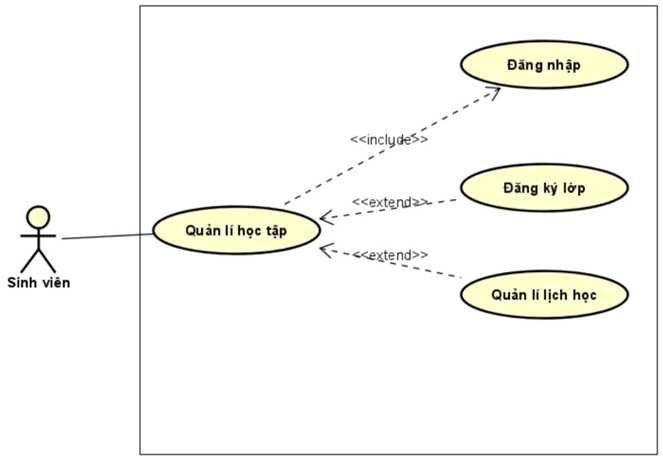 Đăng nhập
<<include>>
Đăng ký lớp
<<extend>>
Quản lí học tập
<<extend>>
Sinh viên
Quản lí lịch học